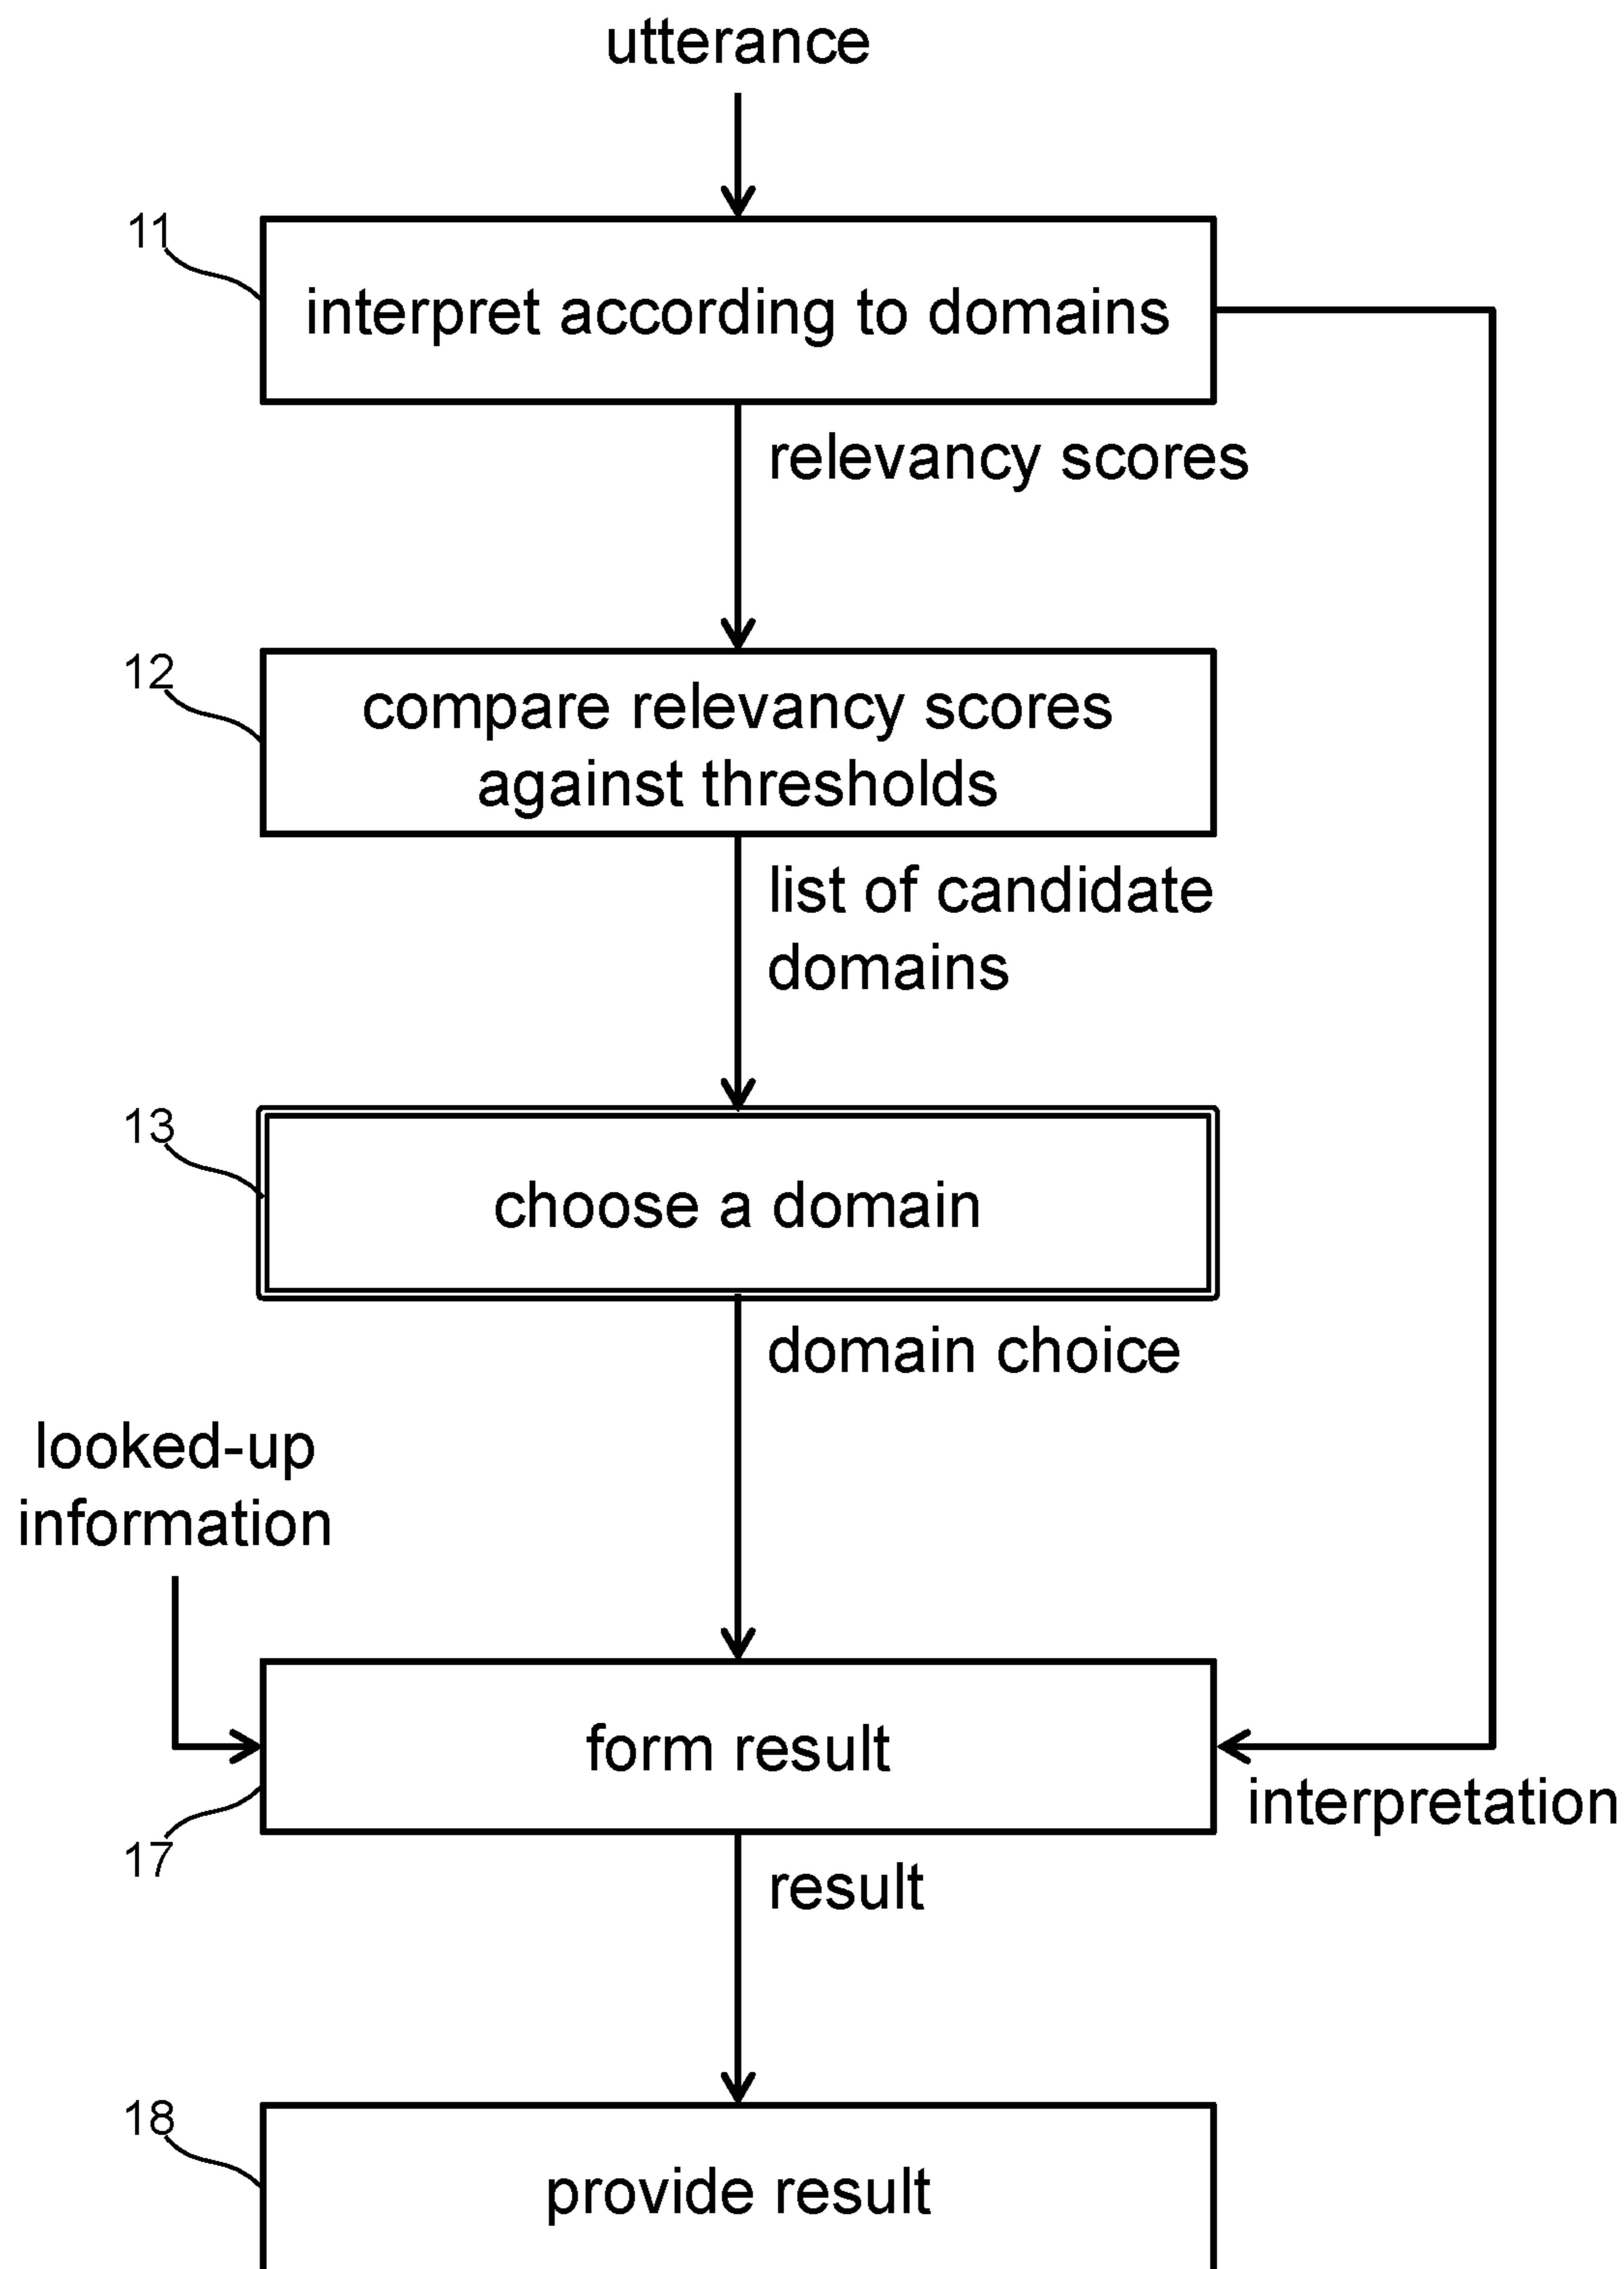 utterance
11
interpret according to domains
relevancy scores
12
compare relevancy scores
against thresholds
list of candidate
domains
13
choose a domain
domain choice
looked-up
information
form result
interpretation
17
result
18
provide result